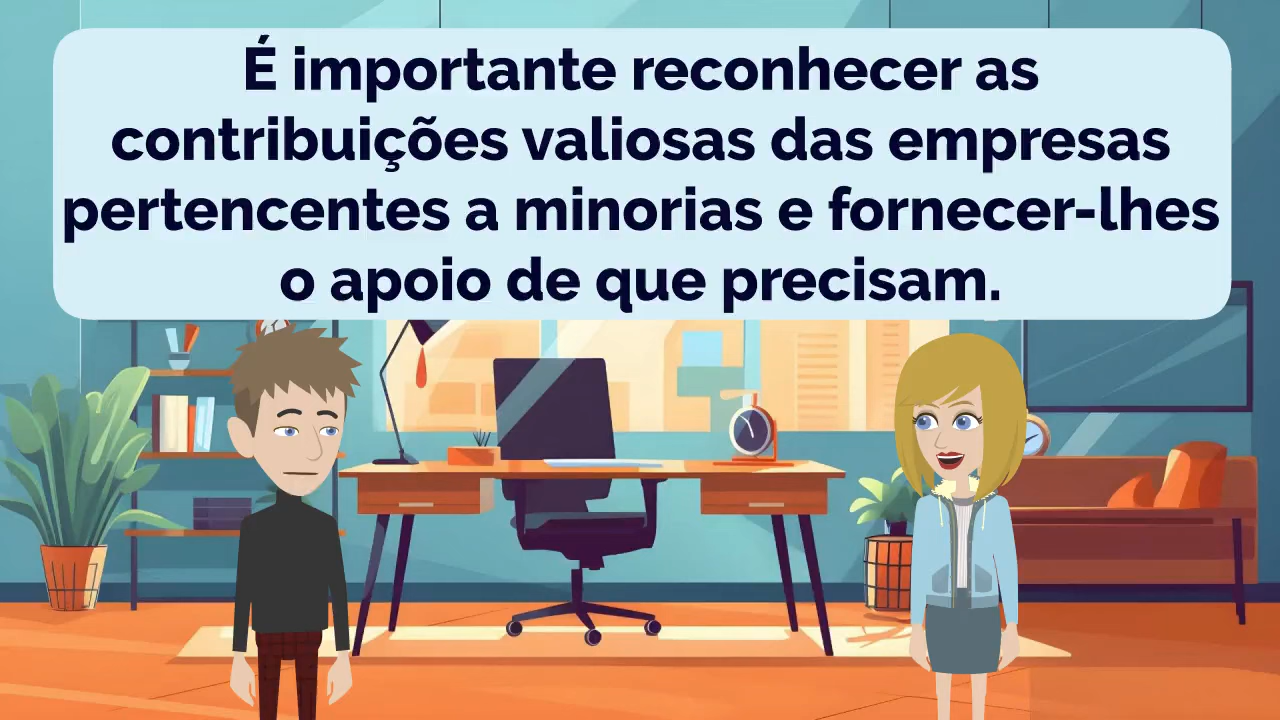 É importante reconhecer as
contribuições valiosas das empresas
pertencentes a minorias e fornecer-lhes
o apoio de que precisam.